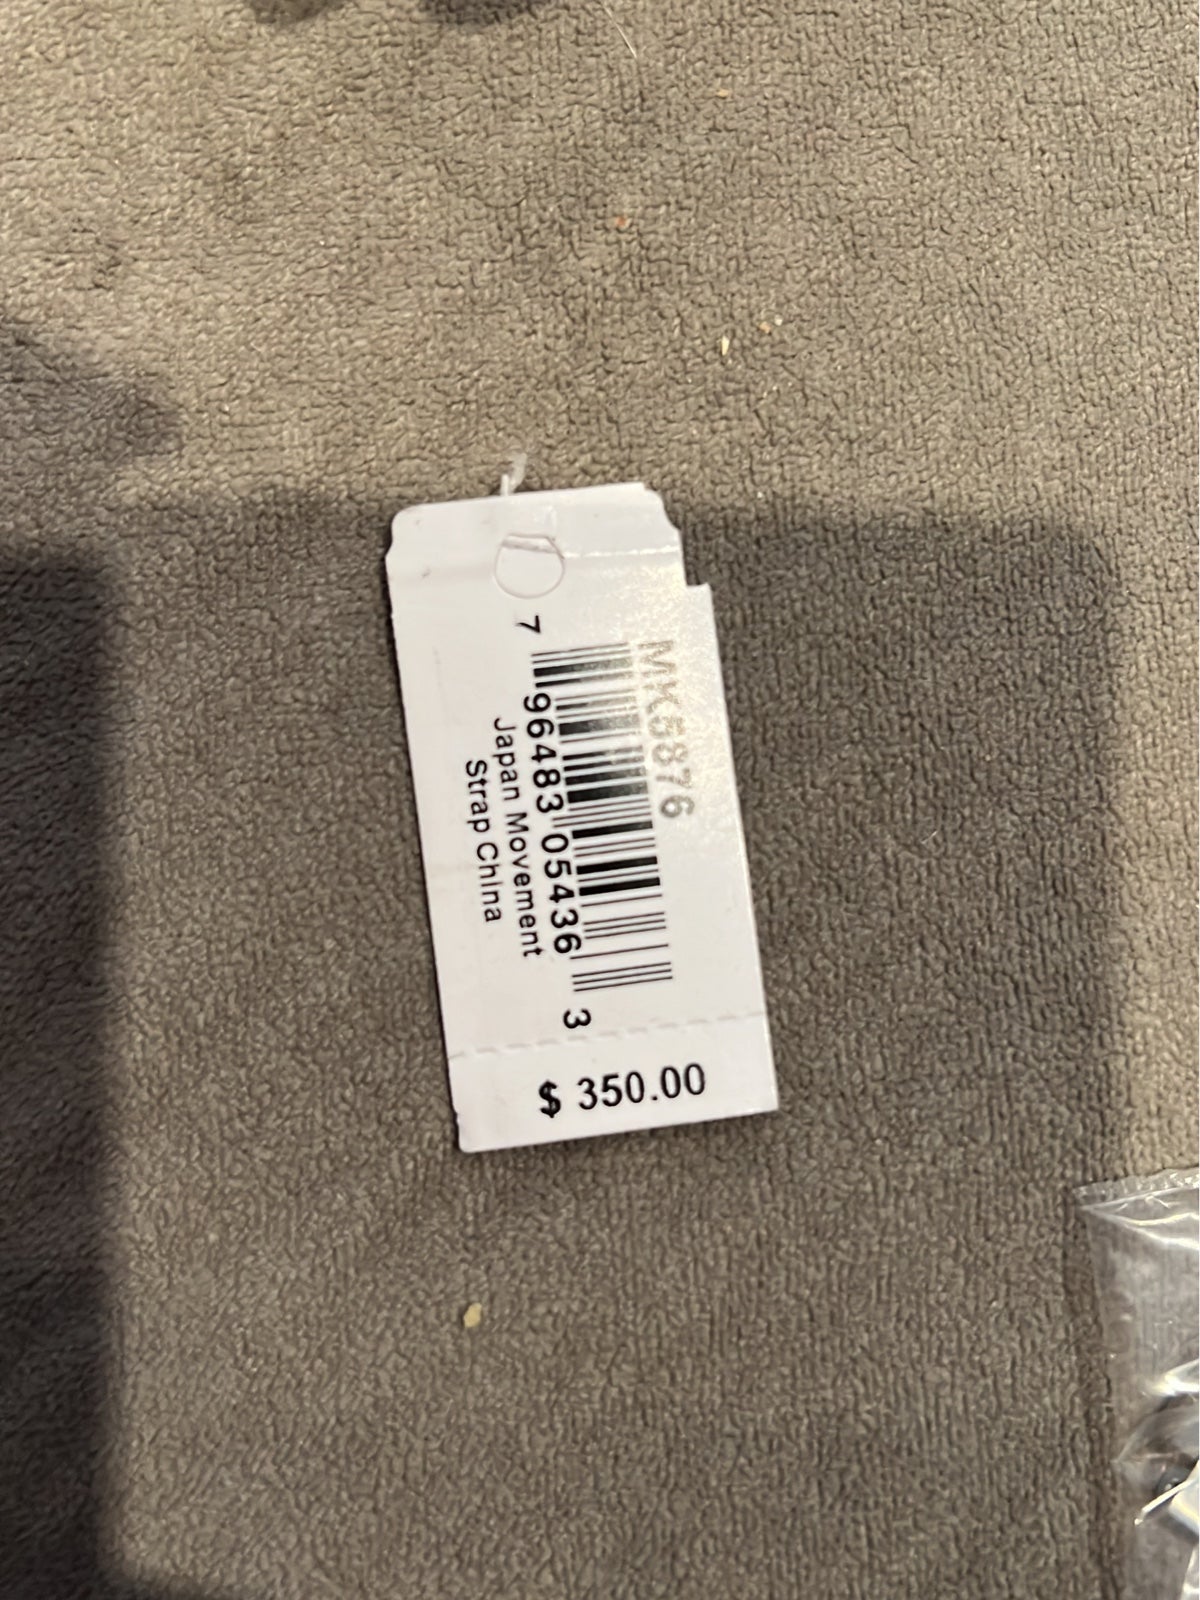 MK5876
7 96483 05436 3
Japan Movement
Strap China
$ 350.00